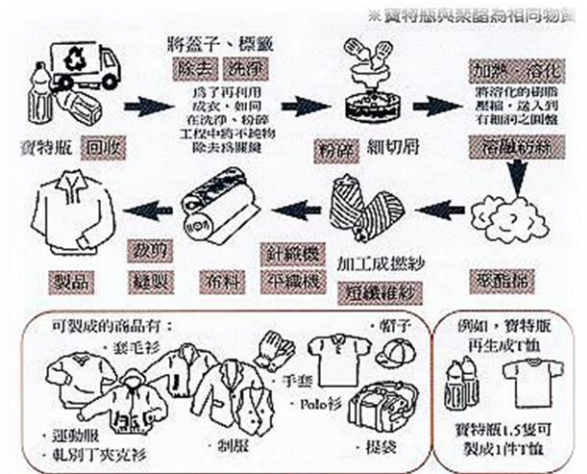 ※寶特瓶與聚酯為相同物質
將蓋子、標籤
除去 洗淨
為了再利用
成衣,如同
在洗淨、粉碎
工程中將不純物
除去為關鍵
寶特瓶 回收
粉碎 細切屑
加熱・溶化
將溶化的樹脂
壓縮,送入到
有細洞之圓盤
溶融紡絲
聚酯棉
加工成撚紗
短纖維紗
針織機
平織機
布料
裁剪
縫製
製品
可製成的商品有:
・套毛衫
・運動服
・軋別丁夾克衫
・制服
・手套
・Polo衫
・帽子
・提袋
例如,寶特瓶
再生成T恤
寶特瓶1.5隻可
製成1件T恤